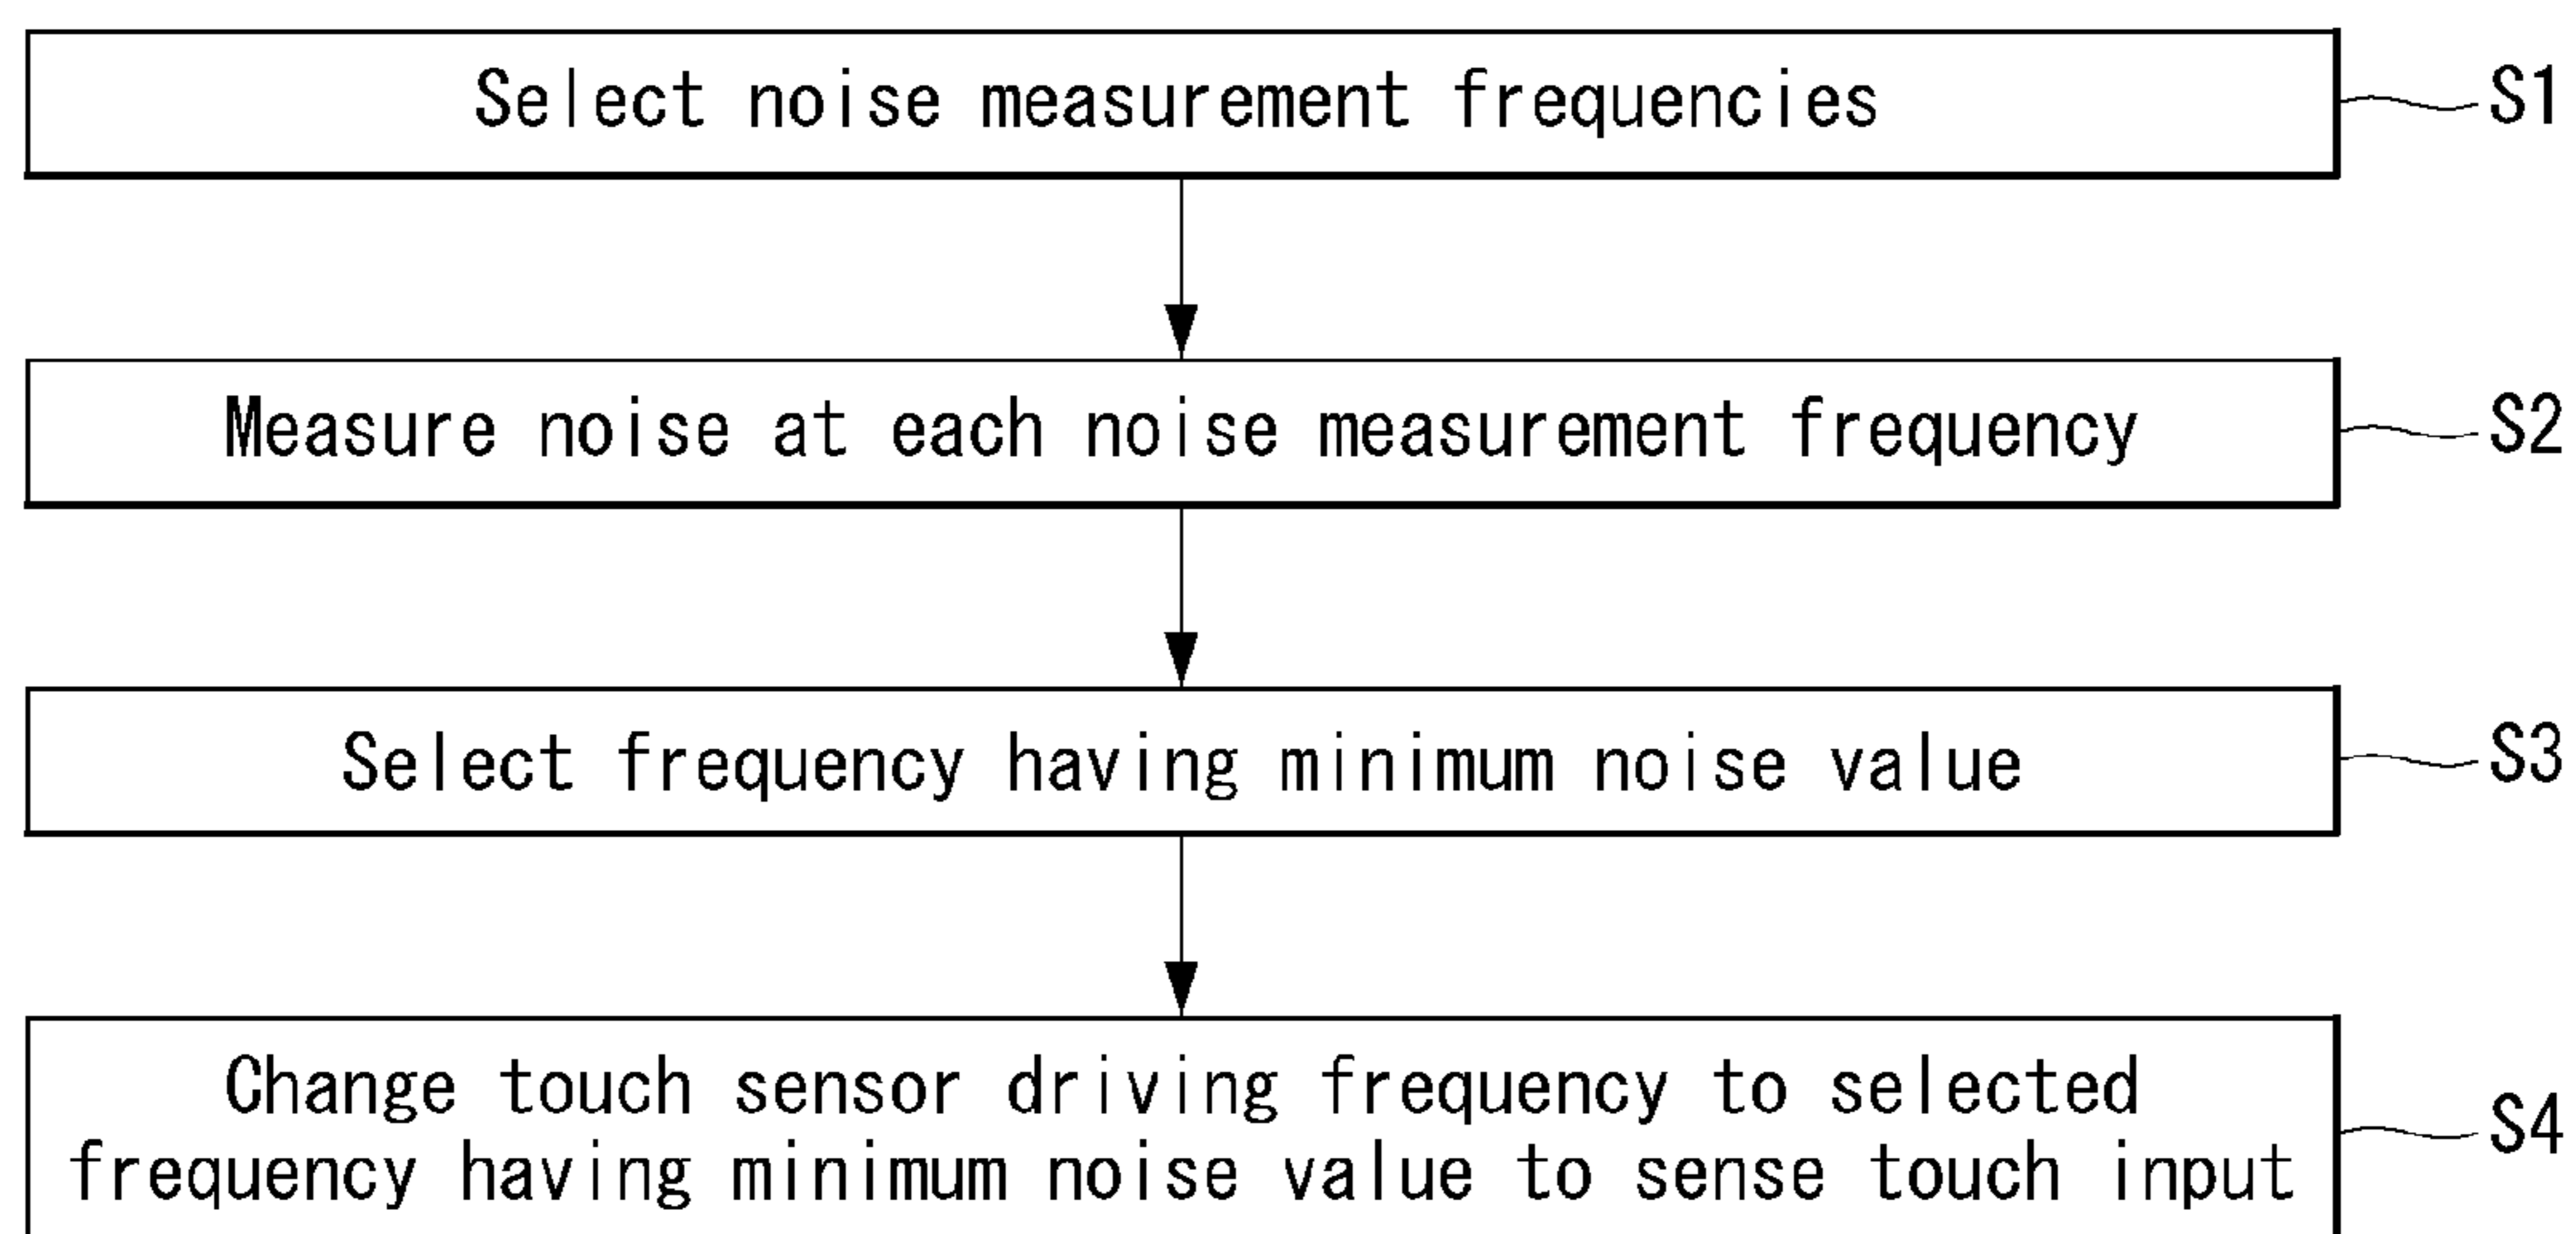 Select noise measurement frequencies
S1
Measure noise at each noise measurement frequency
S2
Select frequency having minimum noise value
S3
Change touch sensor driving frequency to selected
frequency having minimum noise value to sense touch input
S4